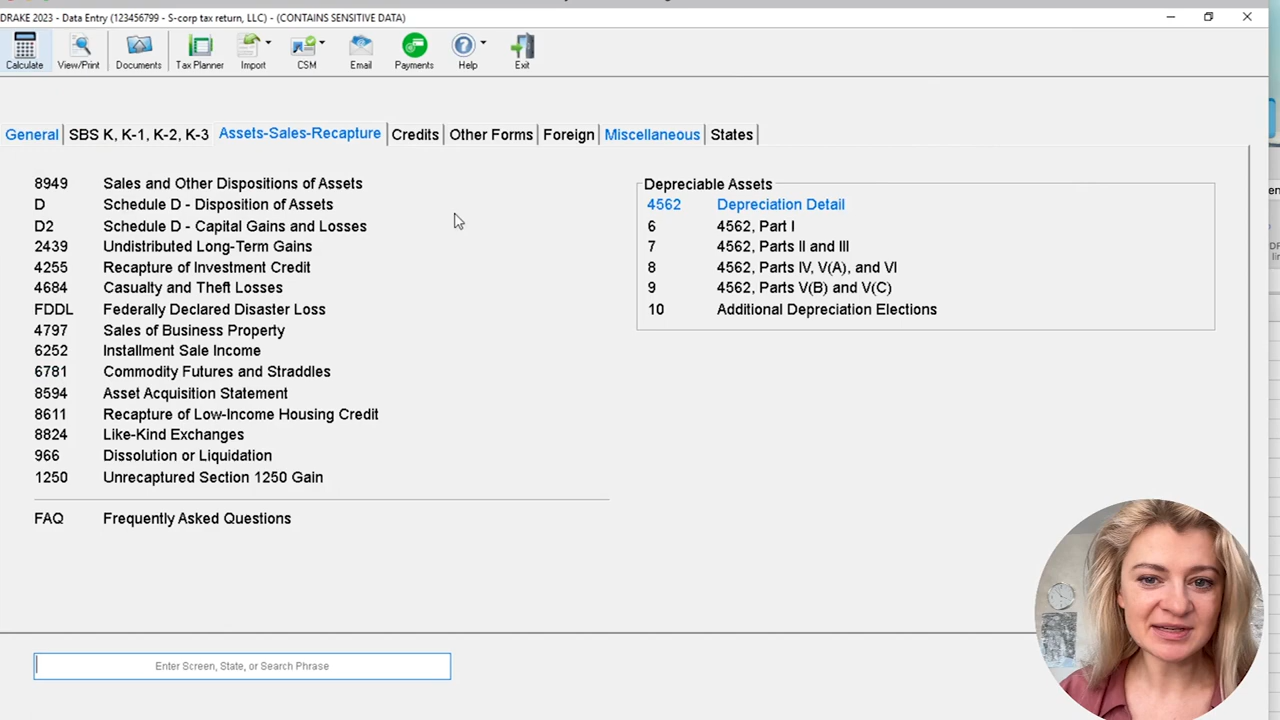 DRAKE 2023 - Data Entry (123456799 - S-corp tax return, LLC) - (CONTAINS SENSITIVE DATA)
Calculate View/Print Documents Tax Planner Import CSM Email Payments Help Exit
General SBS K, K-1, K-2, K-3 Assets-Sales-Recapture Credits Other Forms Foreign Miscellaneous States
8949 Sales and Other Dispositions of Assets
D Schedule D - Disposition of Assets
D2 Schedule D - Capital Gains and Losses
2439 Undistributed Long-Term Gains
4255 Recapture of Investment Credit
4684 Casualty and Theft Losses
FDDL Federally Declared Disaster Loss
4797 Sales of Business Property
6252 Installment Sale Income
6781 Commodity Futures and Straddles
8594 Asset Acquisition Statement
8611 Recapture of Low-Income Housing Credit
8824 Like-Kind Exchanges
966 Dissolution or Liquidation
1250 Unrecaptured Section 1250 Gain
FAQ Frequently Asked Questions
Depreciable Assets
4562 Depreciation Detail
6 4562, Part I
7 4562, Parts II and III
8 4562, Parts IV, V(A), and VI
9 4562, Parts V(B) and V(C)
10 Additional Depreciation Elections
Enter Screen, State, or Search Phrase